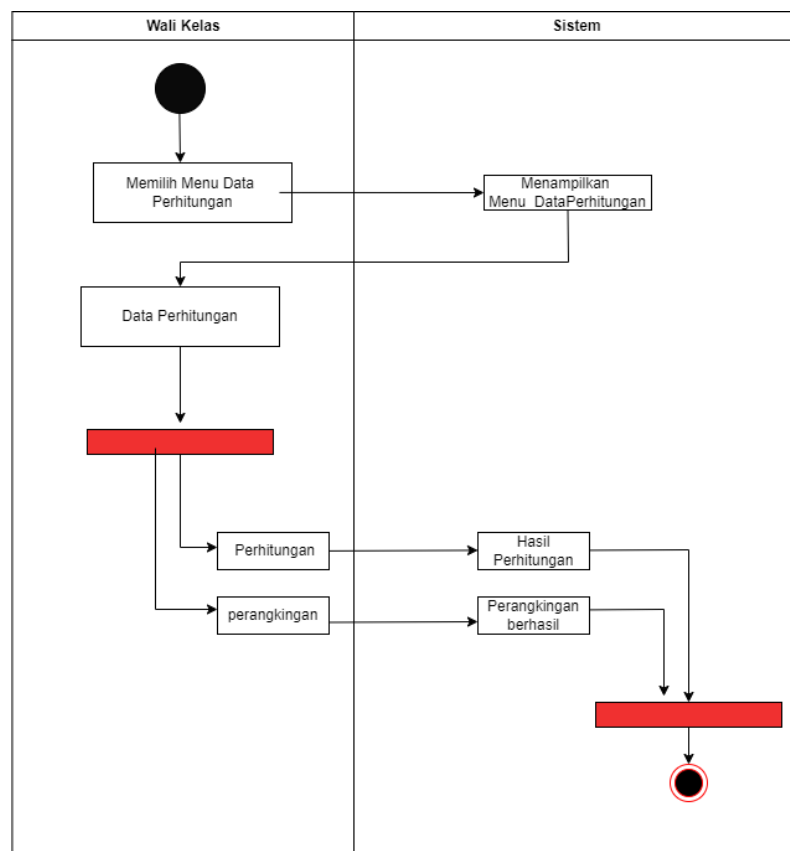 Wali Kelas
Sistem
Memilih Menu Data
Perhitungan
Menampilkan
Menu DataPerhitungan
Data Perhitungan
Perhitungan
Hasil
Perhitungan
perangkingan
Perangkingan
berhasil